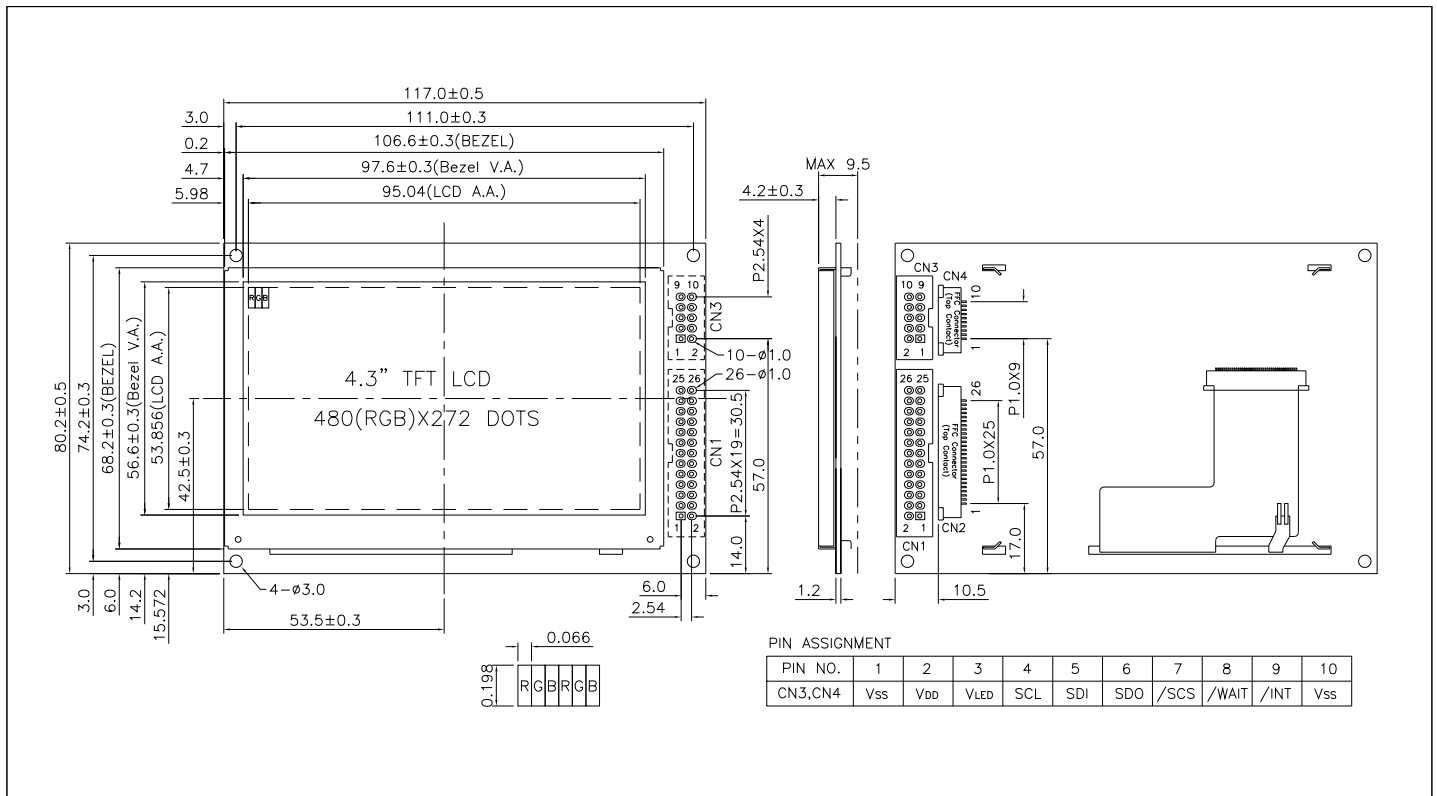 117.0±0.5
3.0
111.0±0.3
0.2
106.6±0.3(BEZEL)
4.7
97.6±0.3(Bezel V.A.)
5.98
95.04(LCD A.A.)
80.2±0.5
74.2±0.3
68.2±0.3(BEZEL)
56.6±0.3(Bezel V.A.)
53.856(LCD A.A.)
42.5±0.3
RGB
4.3" TFT LCD
480(RGB)X272 DOTS
9 10
CN3
1 2
10-ø1.0
26-ø1.0
25 26
CN1
1 2
P2.54X4
P2.54X19=30.5
57.0
14.0
3.0
6.0
14.2
15.572
4-ø3.0
53.5±0.3
6.0
2.54
MAX 9.5
4.2±0.3
1.2
CN3
CN4
10 9
10
FFC Connector
(Top Contact)
2 1
1
26 25
26
FFC Connector
(Top Contact)
2 1
1
CN1
CN2
P1.0X9
P1.0X25
57.0
17.0
10.5
0.066
0.198
RGBRGB
PIN ASSIGNMENT
PIN NO. 1 2 3 4 5 6 7 8 9 10
CN3,CN4 VSS VDD VLED SCL SDI SDO /SCS /WAIT /INT VSS